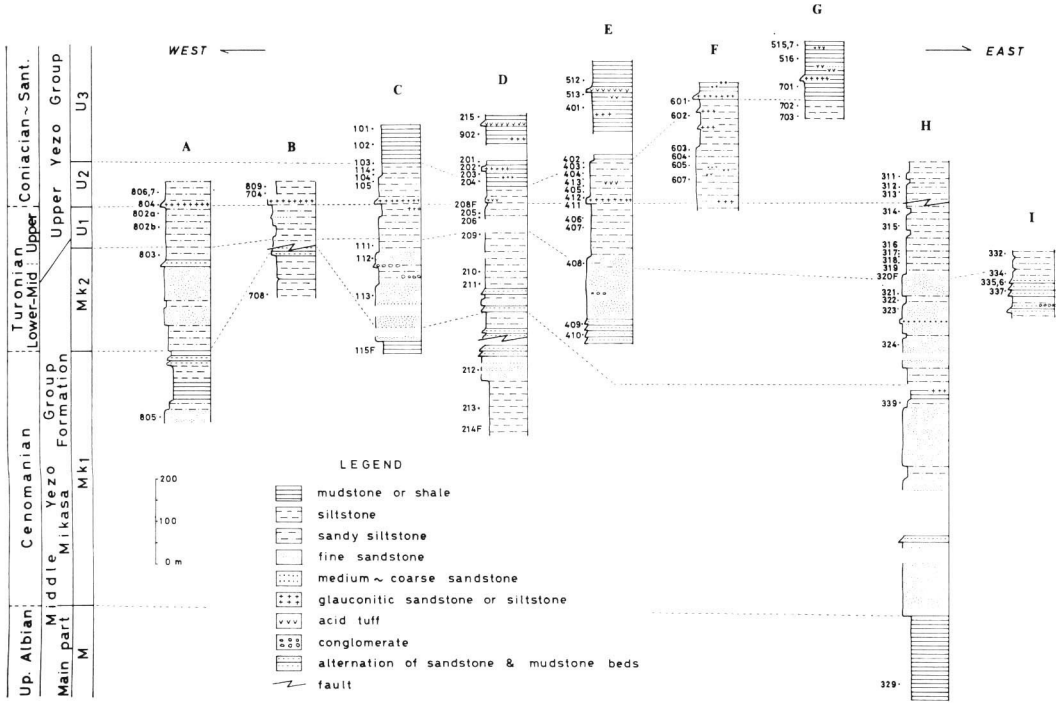 WEST
EAST
A
B
C
D
E
F
G
H
I
Up. Albian
Cenomanian
Turonian
Lower-Mid
Upper
Coniacian ~ Sant.
Main part
Middle Yezo Group
Mikasa Formation
Upper Yezo Group
M
Mk1
Mk2
U1
U2
U3
806,7
804
802a
802b
803
805
809
704
708
101
102
103
114
104
105
111
112
113
115F
215
902
201
202
203
204
208F
205
206
209
210
211
212
213
214F
512
513
401
402
403
404
413
405
412
411
406
407
408
409
410
601
602
603
604
605
607
515,7
516
701
702
703
311
312
313
314
315
316
317
318
319
320F
321
322
323
324
339
329
332
334
335,6
337
200
100
0 m
LEGEND
mudstone or shale
siltstone
sandy siltstone
fine sandstone
medium ~ coarse sandstone
glauconitic sandstone or siltstone
acid tuff
conglomerate
alternation of sandstone & mudstone beds
fault